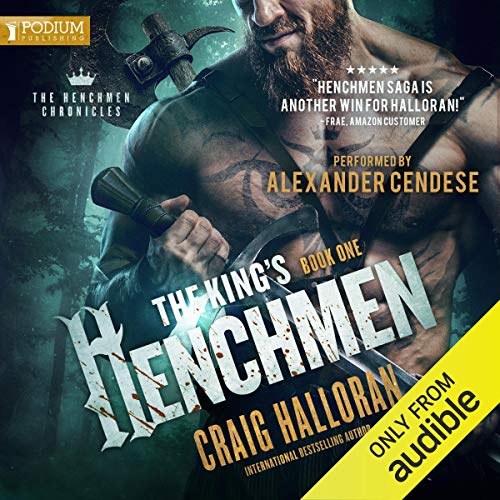 PODIUM
PUBLISHING
THE HENCHMEN
CHRONICLES
"HENCHMEN SAGA IS
ANOTHER WIN FOR HALLORAN!"
- FRAE, AMAZON CUSTOMER
PERFORMED BY
ALEXANDER CENDESE
THE KING'S BOOK ONE
HENCHMEN
CRAIG HALLORAN
INTERNATIONAL BESTSELLING AUTHOR
ONLY FROM
audible